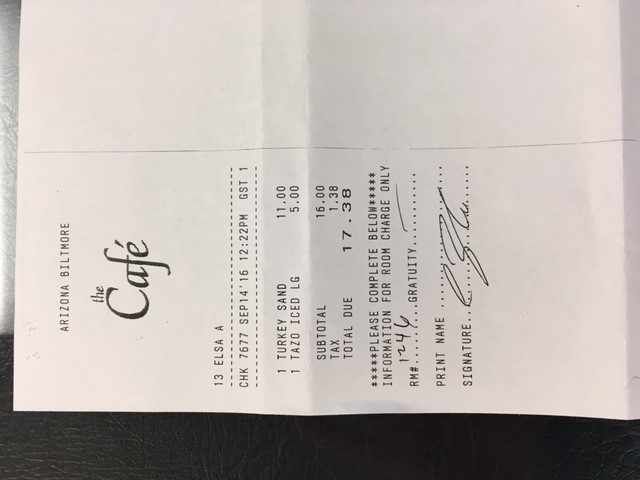 ARIZONA BILTMORE
the
Café
13 ELSA A
CHK 7677 SEP14'16 12:22PM GST 1
1 TURKEY SAND 11.00
1 TAZO ICED LG 5.00
SUBTOTAL 16.00
TAX 1.38
TOTAL DUE 17.38
*****PLEASE COMPLETE BELOW*****
INFORMATION FOR ROOM CHARGE ONLY
RM#...1246...GRATUITY..........
PRINT NAME ....................
SIGNATURE......................